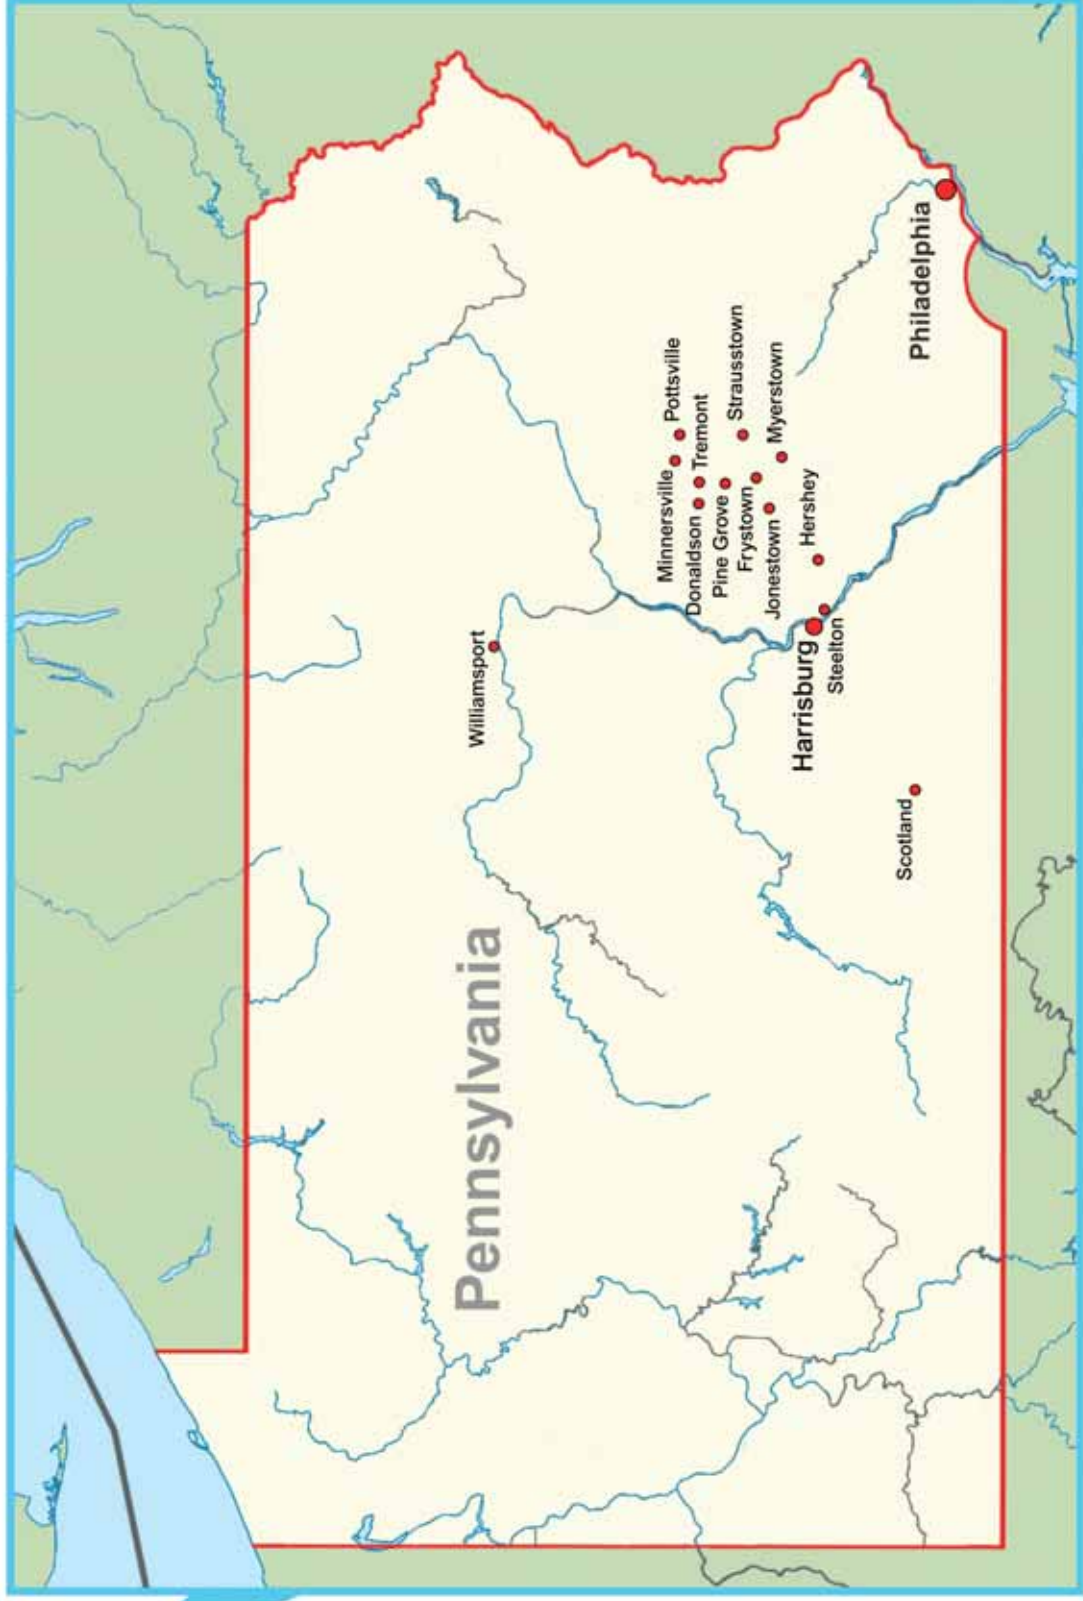 Pennsylvania
Williamsport
Minnersville
Pottsville
Donaldson
Tremont
Pine Grove
Strausstown
Frystown
Jonestown
Myerstown
Hershey
Harrisburg
Steelton
Scotland
Philadelphia